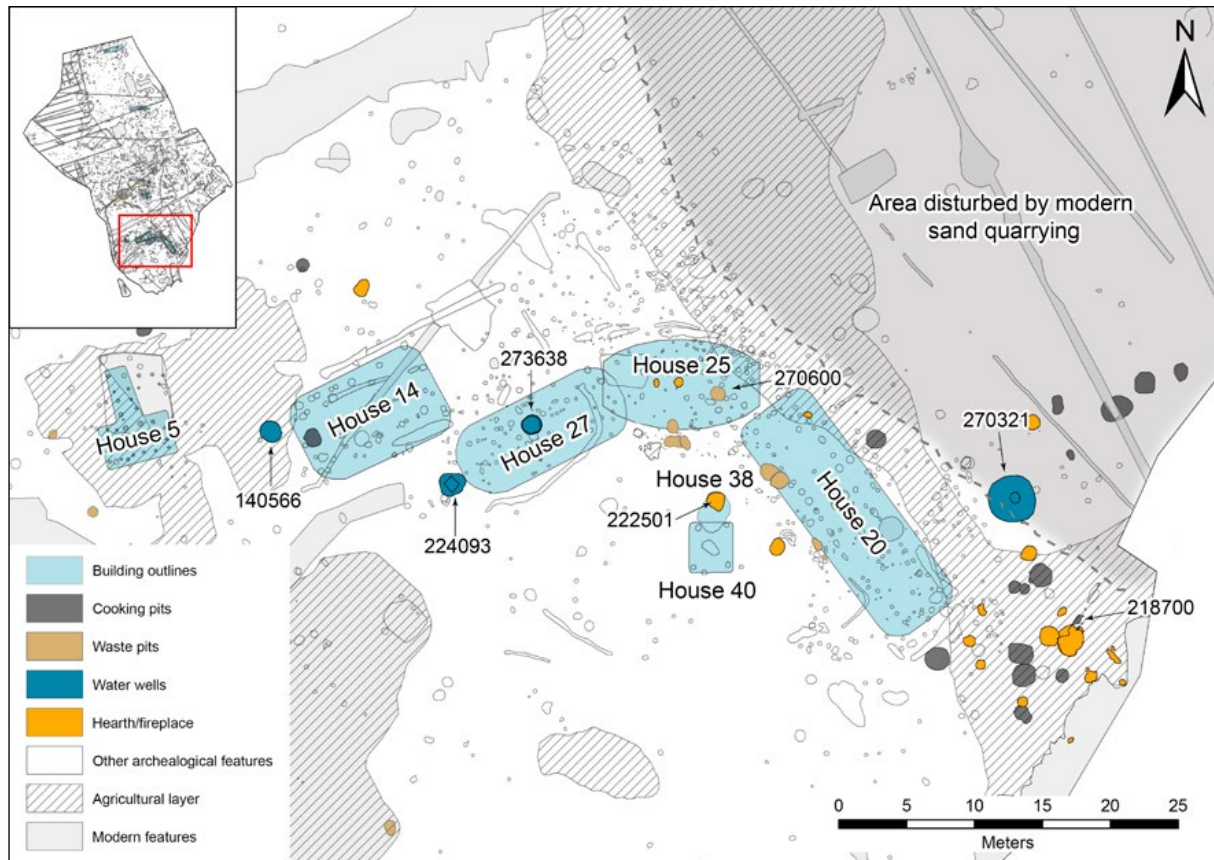 N
Area disturbed by modern
sand quarrying
273638
House 25
270600
House 14
House 5
House 27
270321
140566
House 38
224093
222501
House 20
House 40
218700
Building outlines
Cooking pits
Waste pits
Water wells
Hearth/fireplace
Other archealogical features
Agricultural layer
Modern features
0 5 10 15 20 25
Meters